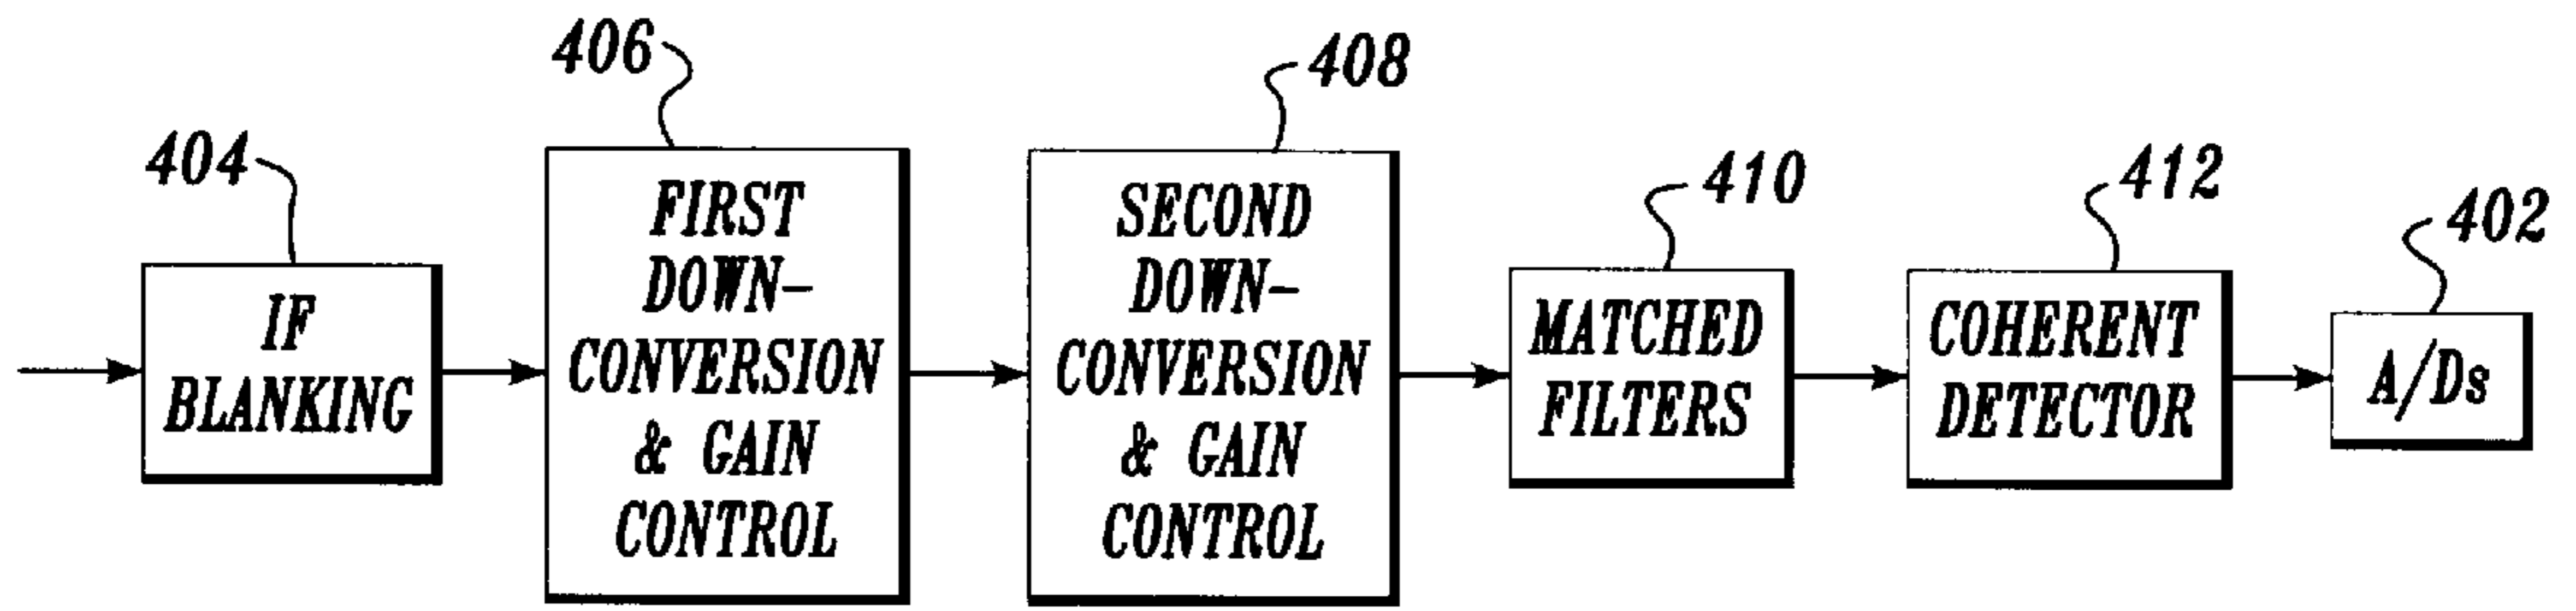 406
408
404
410
412
402
FIRST
DOWN-
CONVERSION
& GAIN
CONTROL
SECOND
DOWN-
CONVERSION
& GAIN
CONTROL
IF
BLANKING
MATCHED
FILTERS
COHERENT
DETECTOR
A/Ds